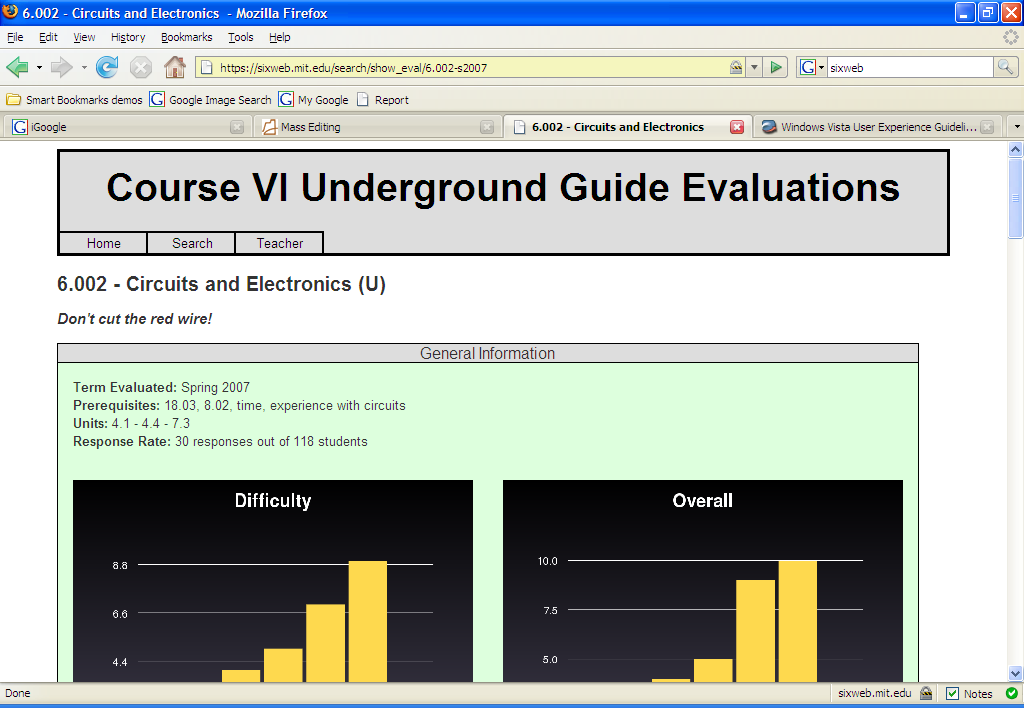 6.002 - Circuits and Electronics - Mozilla Firefox
File Edit View History Bookmarks Tools Help
https://sixweb.mit.edu/search/show_eval/6.002-s2007 G sixweb
Smart Bookmarks demos G Google Image Search G My Google Report
G iGoogle Mass Editing 6.002 - Circuits and Electronics Windows Vista User Experience Guideli...
Course VI Underground Guide Evaluations
Home Search Teacher
6.002 - Circuits and Electronics (U)
Don't cut the red wire!
General Information
Term Evaluated: Spring 2007
Prerequisites: 18.03, 8.02, time, experience with circuits
Units: 4.1 - 4.4 - 7.3
Response Rate: 30 responses out of 118 students
Difficulty
8.8
6.6
4.4
Overall
10.0
7.5
5.0
Done sixweb.mit.edu Notes